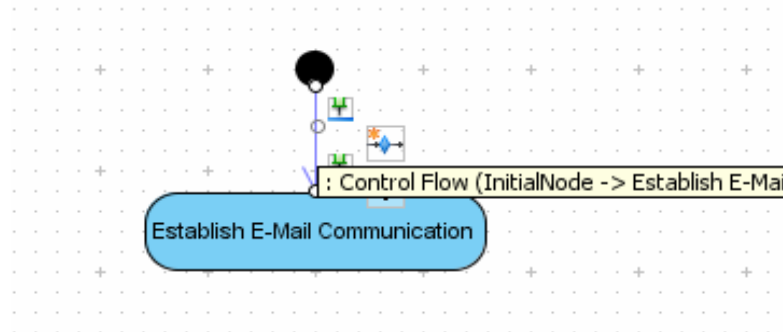 : Control Flow (InitialNode -> Establish E-Mai
Establish E-Mail Communication